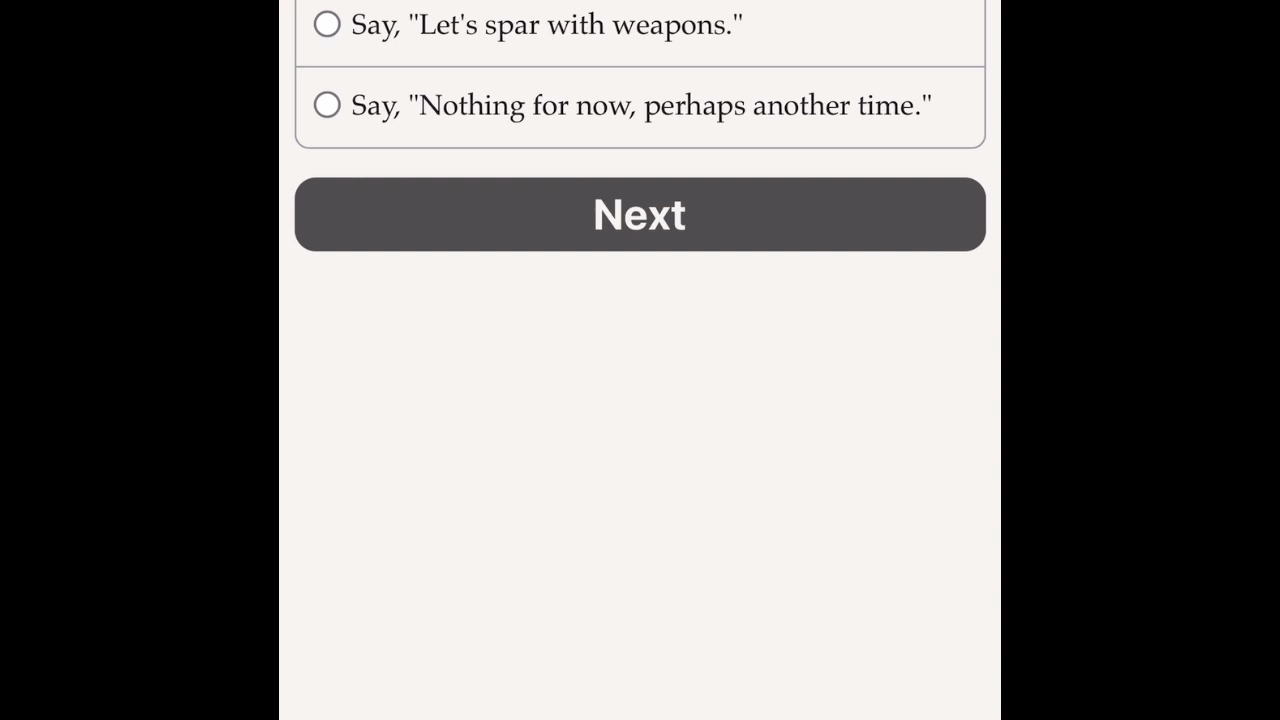 Say, "Let's spar with weapons."
Say, "Nothing for now, perhaps another time."
Next